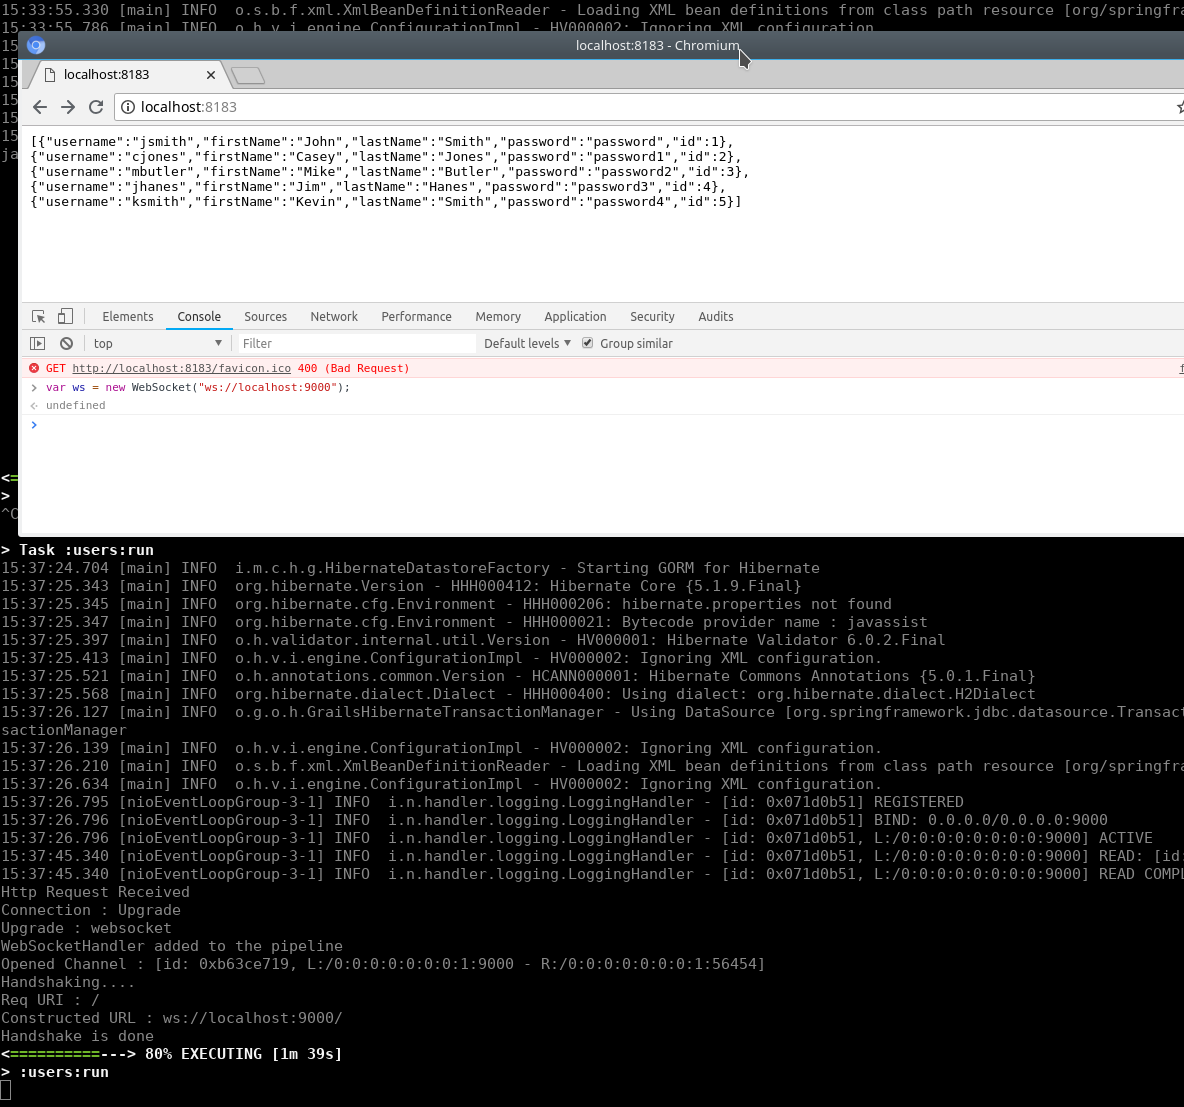 15:33:55.330 [main] INFO  o.s.b.f.xml.XmlBeanDefinitionReader - Loading XML bean definitions from class path resource [org/springfra
15:33:55.786 [main] INFO  o.h.v.i.engine.ConfigurationImpl - HV000002: Ignoring XML configuration.
localhost:8183 - Chromium
15
15
15
15
15
15
ja
localhost:8183
localhost:8183
[{"username":"jsmith","firstName":"John","lastName":"Smith","password":"password","id":1},
{"username":"cjones","firstName":"Casey","lastName":"Jones","password":"password1","id":2},
{"username":"mbutler","firstName":"Mike","lastName":"Butler","password":"password2","id":3},
{"username":"jhanes","firstName":"Jim","lastName":"Hanes","password":"password3","id":4},
{"username":"ksmith","firstName":"Kevin","lastName":"Smith","password":"password4","id":5}]
Elements Console Sources Network Performance Memory Application Security Audits
top Filter Default levels Group similar
GET http://localhost:8183/favicon.ico 400 (Bad Request) f
> var ws = new WebSocket("ws://localhost:9000");
undefined
>
<=
>
^C
> Task :users:run
15:37:24.704 [main] INFO  i.m.c.h.g.HibernateDatastoreFactory - Starting GORM for Hibernate
15:37:25.343 [main] INFO  org.hibernate.Version - HHH000412: Hibernate Core {5.1.9.Final}
15:37:25.345 [main] INFO  org.hibernate.cfg.Environment - HHH000206: hibernate.properties not found
15:37:25.347 [main] INFO  org.hibernate.cfg.Environment - HHH000021: Bytecode provider name : javassist
15:37:25.397 [main] INFO  o.h.validator.internal.util.Version - HV000001: Hibernate Validator 6.0.2.Final
15:37:25.413 [main] INFO  o.h.v.i.engine.ConfigurationImpl - HV000002: Ignoring XML configuration.
15:37:25.521 [main] INFO  o.h.annotations.common.Version - HCANN000001: Hibernate Commons Annotations {5.0.1.Final}
15:37:25.568 [main] INFO  org.hibernate.dialect.Dialect - HHH000400: Using dialect: org.hibernate.dialect.H2Dialect
15:37:26.127 [main] INFO  o.g.o.h.GrailsHibernateTransactionManager - Using DataSource [org.springframework.jdbc.datasource.Transact
sactionManager
15:37:26.139 [main] INFO  o.h.v.i.engine.ConfigurationImpl - HV000002: Ignoring XML configuration.
15:37:26.210 [main] INFO  o.s.b.f.xml.XmlBeanDefinitionReader - Loading XML bean definitions from class path resource [org/springfra
15:37:26.634 [main] INFO  o.h.v.i.engine.ConfigurationImpl - HV000002: Ignoring XML configuration.
15:37:26.795 [nioEventLoopGroup-3-1] INFO  i.n.handler.logging.LoggingHandler - [id: 0x071d0b51] REGISTERED
15:37:26.796 [nioEventLoopGroup-3-1] INFO  i.n.handler.logging.LoggingHandler - [id: 0x071d0b51] BIND: 0.0.0.0/0.0.0.0:9000
15:37:26.796 [nioEventLoopGroup-3-1] INFO  i.n.handler.logging.LoggingHandler - [id: 0x071d0b51, L:/0:0:0:0:0:0:0:0:9000] ACTIVE
15:37:45.340 [nioEventLoopGroup-3-1] INFO  i.n.handler.logging.LoggingHandler - [id: 0x071d0b51, L:/0:0:0:0:0:0:0:0:9000] READ: [id:
15:37:45.340 [nioEventLoopGroup-3-1] INFO  i.n.handler.logging.LoggingHandler - [id: 0x071d0b51, L:/0:0:0:0:0:0:0:0:9000] READ COMPL
Http Request Received
Connection : Upgrade
Upgrade : websocket
WebSocketHandler added to the pipeline
Opened Channel : [id: 0xb63ce719, L:/0:0:0:0:0:0:0:1:9000 - R:/0:0:0:0:0:0:0:1:56454]
Handshaking....
Req URI : /
Constructed URL : ws://localhost:9000/
Handshake is done
<==========---> 80% EXECUTING [1m 39s]
> :users:run